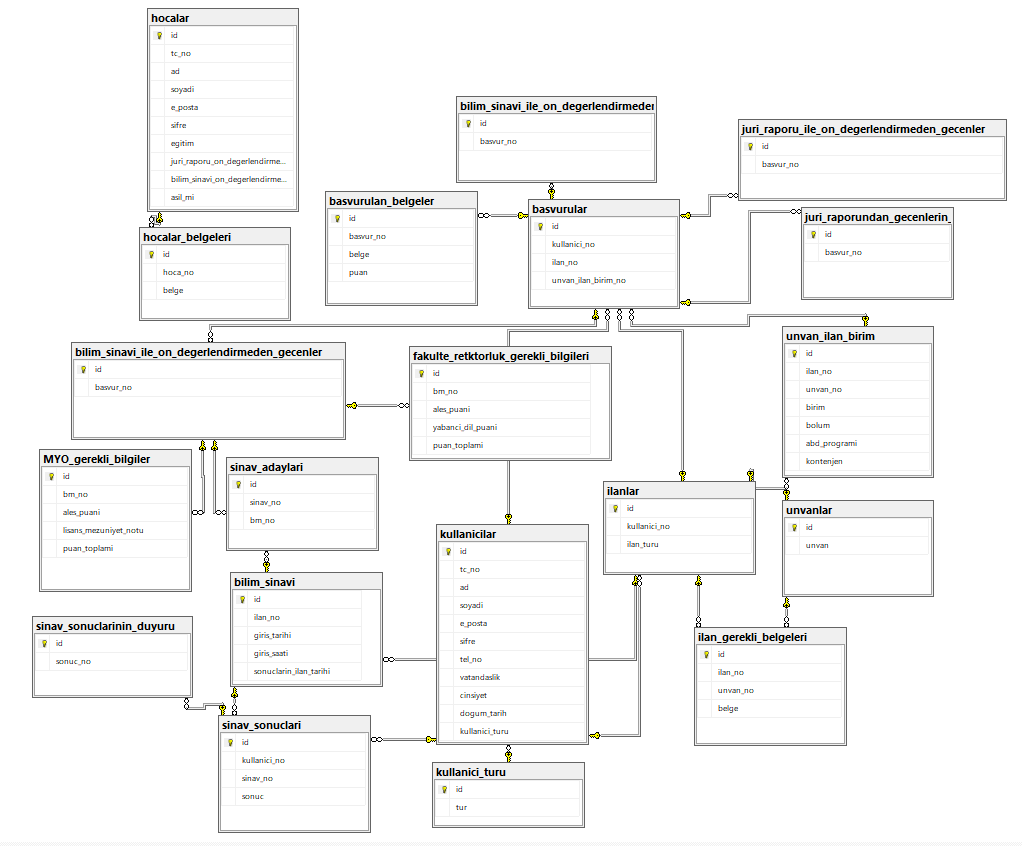 hocalar
id
tc_no
ad
soyadi
e_posta
sifre
egitim
juri_raporu_on_degerlendirme...
bilim_sinavi_on_degerlendirme...
asil_mi
hocalar_belgeleri
id
hoca_no
belge
bilim_sinavi_ile_on_degerlendirmeden
id
basvur_no
juri_raporu_ile_on_degerlendirmeden_gecenler
id
basvur_no
basvurulan_belgeler
id
basvur_no
belge
puan
basvurular
id
kullanici_no
ilan_no
unvan_ilan_birim_no
juri_raporundan_gecenlerin_
id
basvur_no
bilim_sinavi_ile_on_degerlendirmeden_gecenler
id
basvur_no
fakulte_retktorluk_gerekli_bilgileri
id
bm_no
ales_puani
yabanci_dil_puani
puan_toplami
unvan_ilan_birim
id
ilan_no
unvan_no
birim
bolum
abd_programi
kontenjen
MYO_gerekli_bilgiler
id
bm_no
ales_puani
lisans_mezuniyet_notu
puan_toplami
sinav_adaylari
id
sinav_no
bm_no
ilanlar
id
kullanici_no
ilan_turu
unvanlar
id
unvan
kullanicilar
id
tc_no
ad
soyadi
e_posta
sifre
tel_no
vatandaslik
cinsiyet
dogum_tarih
kullanici_turu
bilim_sinavi
id
ilan_no
giris_tarihi
giris_saati
sonuclarin_ilan_tarihi
sinav_sonuclarinin_duyuru
id
sonuc_no
ilan_gerekli_belgeleri
id
ilan_no
unvan_no
belge
sinav_sonuclari
id
kullanici_no
sinav_no
sonuc
kullanici_turu
id
tur